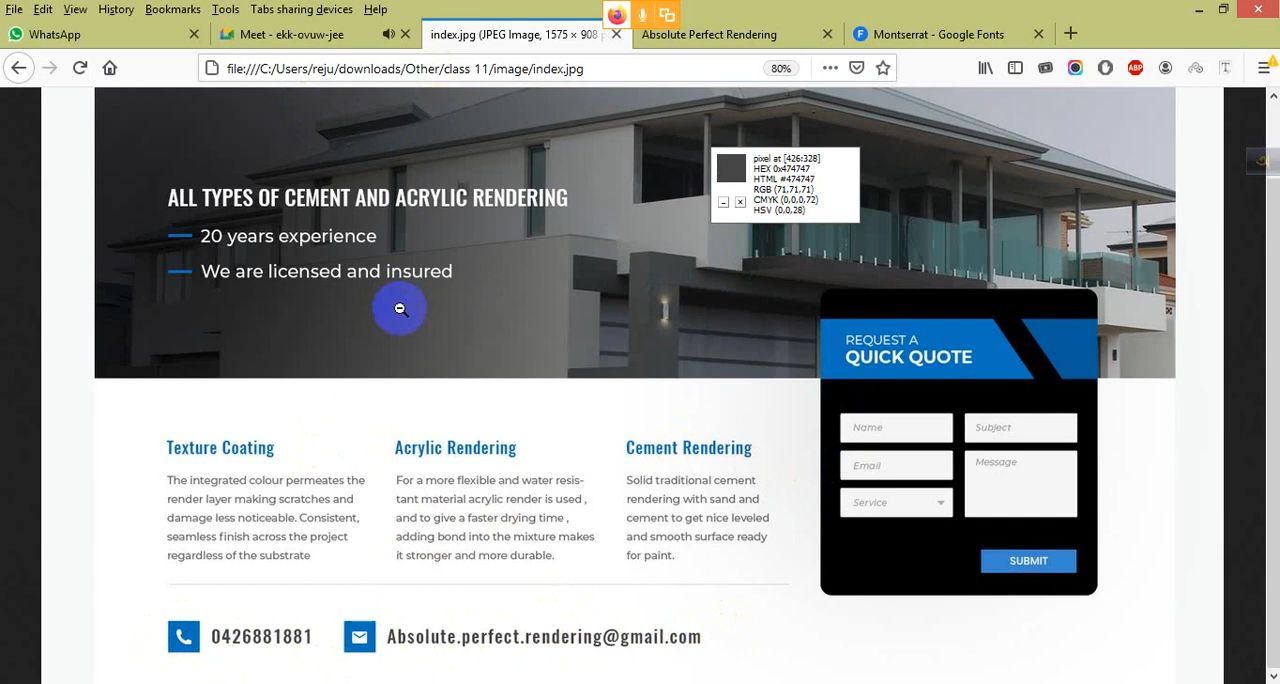 File Edit View History Bookmarks Tools Tabs sharing devices Help
WhatsApp
Meet - ekk-ovuw-jee
index.jpg (JPEG Image, 1575 × 908 p
Absolute Perfect Rendering
Montserrat - Google Fonts
file:///C:/Users/reju/downloads/Other/class 11/image/index.jpg
80%
ABP
pixel at [426:328]
HEX 0x474747
HTML #474747
RGB (71,71,71)
CMYK (0,0,0,72)
HSV (0,0,28)
ALL TYPES OF CEMENT AND ACRYLIC RENDERING
20 years experience
We are licensed and insured
REQUEST A
QUICK QUOTE
Name
Subject
Email
Message
Service
SUBMIT
Texture Coating
The integrated colour permeates the
render layer making scratches and
damage less noticeable. Consistent,
seamless finish across the project
regardless of the substrate
Acrylic Rendering
For a more flexible and water resis-
tant material acrylic render is used ,
and to give a faster drying time ,
adding bond into the mixture makes
it stronger and more durable.
Cement Rendering
Solid traditional cement
rendering with sand and
cement to get nice leveled
and smooth surface ready
for paint.
0426881881
Absolute.perfect.rendering@gmail.com